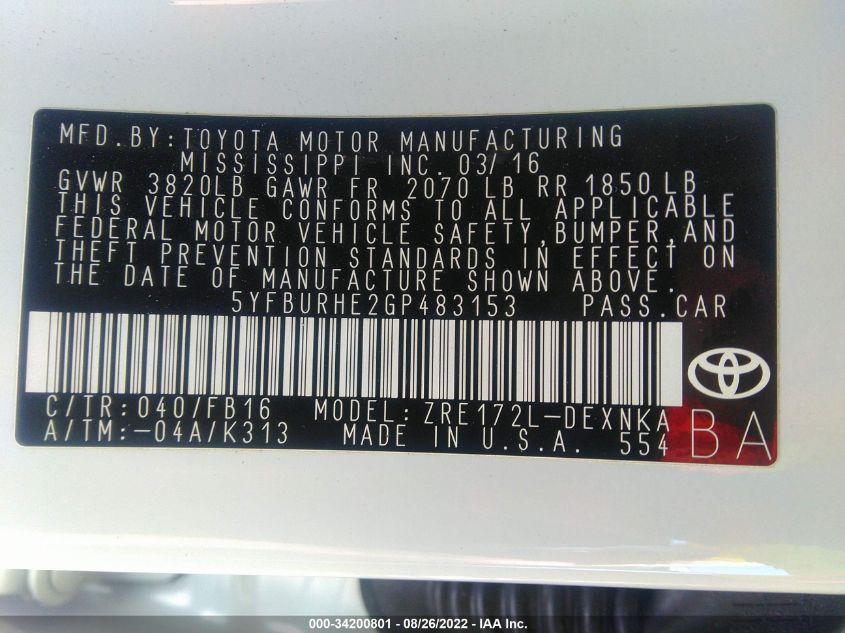 MFD.BY:TOYOTA MOTOR MANUFACTURING
MISSISSIPPI INC. 03/16
GVWR 3820LB GAWR FR 2070 LB RR 1850LB
THIS VEHICLE CONFORMS TO ALL APPLICABLE
FEDERAL MOTOR VEHICLE SAFETY,BUMPER,AND
THEFT PREVENTION STANDARDS IN EFFECT ON
THE DATE OF MANUFACTURE SHOWN ABOVE.
5YFBURHE2GP483153 PASS.CAR
C/TR:040/FB16 MODEL:ZRE172L-DEXNKA
A/TM:-04A/K313 MADE IN U.S.A. 554
BA
000-34200801 - 08/26/2022 - IAA Inc.